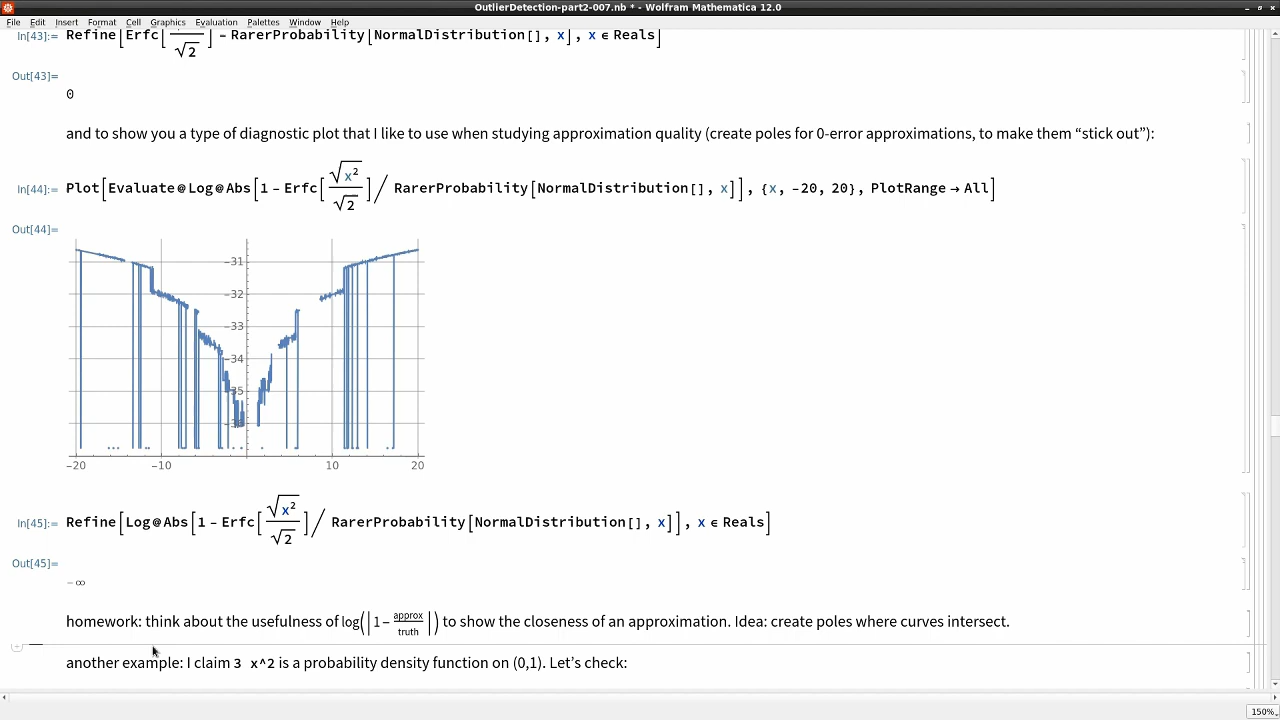 OutlierDetection-part2-007.nb * - Wolfram Mathematica 12.0
File Edit Insert Format Cell Graphics Evaluation Palettes Window Help
In[43]:= Refine[Erfc[√2] - RarerProbability[NormalDistribution[], x], x ∈ Reals]
Out[43]=
0
and to show you a type of diagnostic plot that I like to use when studying approximation quality (create poles for 0-error approximations, to make them “stick out”):
In[44]:= Plot[Evaluate@Log@Abs[1 - Erfc[√x²/√2] / RarerProbability[NormalDistribution[], x]], {x, -20, 20}, PlotRange → All]
Out[44]=
-31
-32
-33
-34
-20 -10 10 20
In[45]:= Refine[Log@Abs[1 - Erfc[√x²/√2] / RarerProbability[NormalDistribution[], x]], x ∈ Reals]
Out[45]=
-∞
homework: think about the usefulness of log(|1- approx/truth|) to show the closeness of an approximation. Idea: create poles where curves intersect.
another example: I claim 3 x^2 is a probability density function on (0,1). Let’s check:
150%